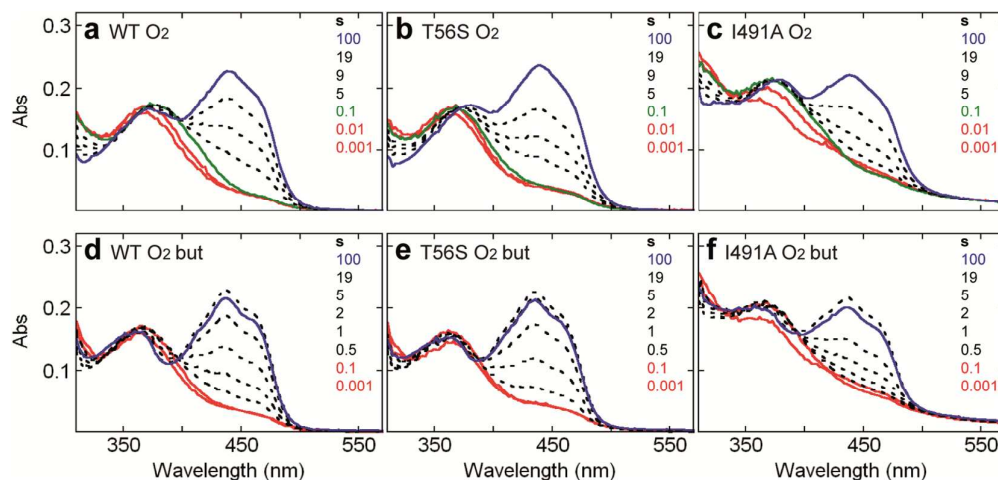 a WT O2
s
100
19
9
5
0.1
0.01
0.001
b T56S O2
s
100
19
9
5
0.1
0.01
0.001
c I491A O2
s
100
19
9
5
0.1
0.01
0.001
0.3
0.2
0.1
Abs
d WT O2 but
s
100
19
5
2
1
0.5
0.1
0.001
e T56S O2 but
s
100
19
5
2
1
0.5
0.1
0.001
f I491A O2 but
s
100
19
5
2
1
0.5
0.1
0.001
0.3
0.2
0.1
Abs
350 450 550
350 450 550
350 450 550
Wavelength (nm)
Wavelength (nm)
Wavelength (nm)